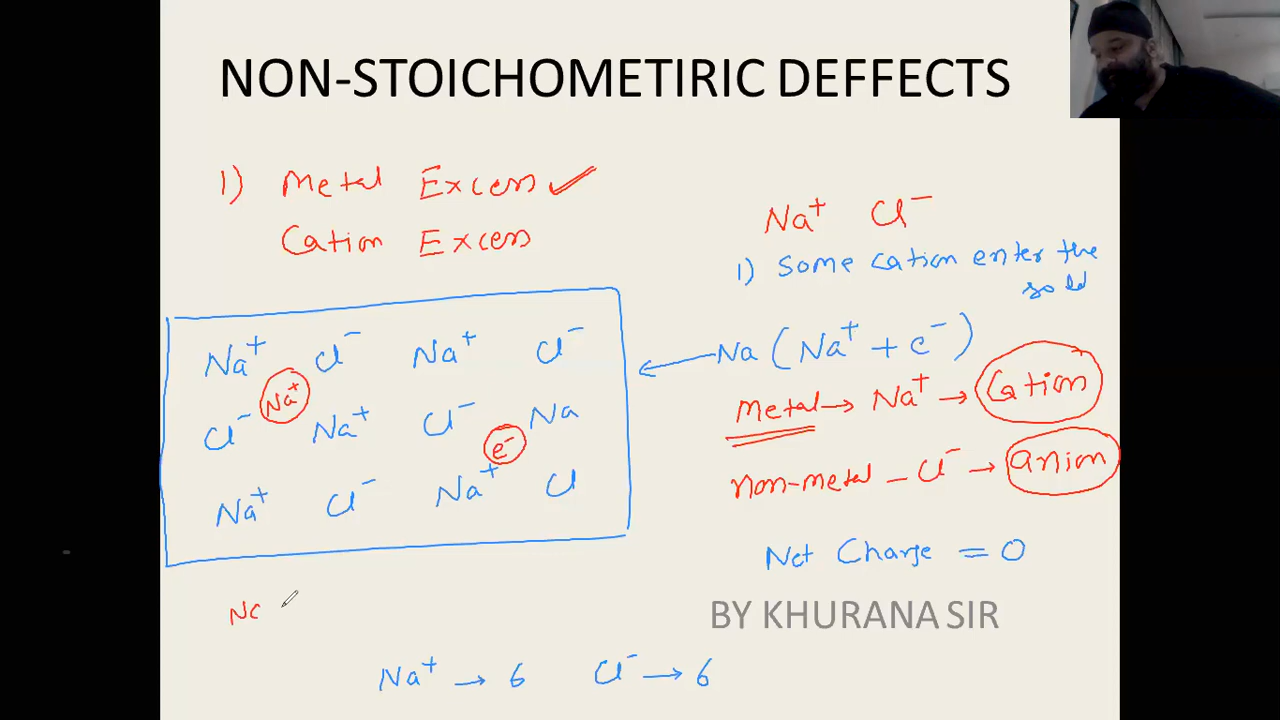 NON-STOICHOMETIRIC DEFFECTS
1) Metal Excess
Cation Excess
Na+ Cl-
1) Some cation enter the
sold
Na (Na+ + e-)
Metal → Na+ → Cation
non-metal - Cl- → anion
Net Charge = 0
Na+ Cl- Na+ Cl-
Na+
Cl- Na+ Cl- Na
e-
Na+ Cl- Na+ Cl
Na
BY KHURANA SIR
Na+ → 6 Cl- → 6